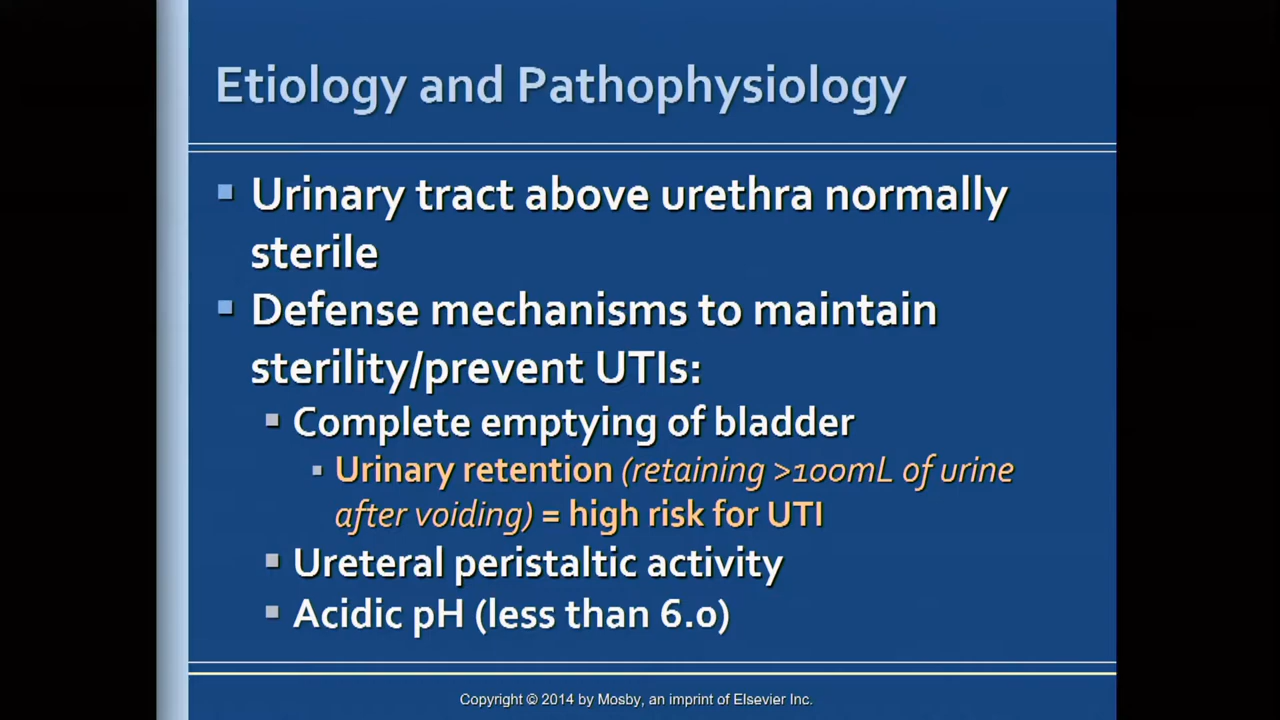 Etiology and Pathophysiology
Urinary tract above urethra normally
sterile
Defense mechanisms to maintain
sterility/prevent UTIs:
Complete emptying of bladder
Urinary retention (retaining >100mL of urine
after voiding) = high risk for UTI
Ureteral peristaltic activity
Acidic pH (less than 6.0)
Copyright © 2014 by Mosby, an imprint of Elsevier Inc.